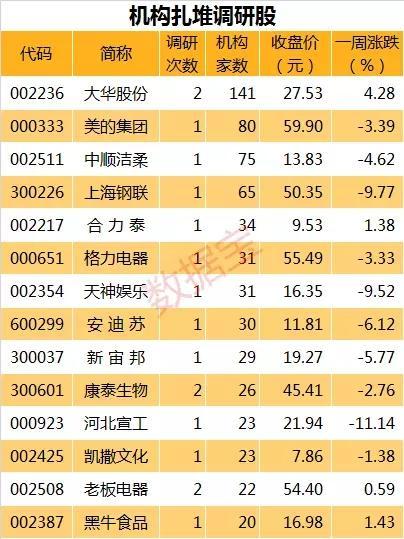 机构扎堆调研股
代码 简称 调研次数 机构家数 收盘价（元） 一周涨跌（%）
002236 大华股份 2 141 27.53 4.28
000333 美的集团 1 80 59.90 -3.39
002511 中顺洁柔 1 75 13.83 -4.62
300226 上海钢联 1 65 50.35 -9.77
002217 合力泰 1 34 9.53 1.38
000651 格力电器 1 31 55.49 -3.33
002354 天神娱乐 1 31 16.35 -9.52
600299 安迪苏 1 30 11.81 -6.12
300037 新宙邦 1 29 19.27 -5.77
300601 康泰生物 2 26 45.41 -2.76
000923 河北宣工 1 23 21.94 -11.14
002425 凯撒文化 1 23 7.86 -1.38
002508 老板电器 2 22 54.40 0.59
002387 黑牛食品 1 20 16.98 1.43
数据宝